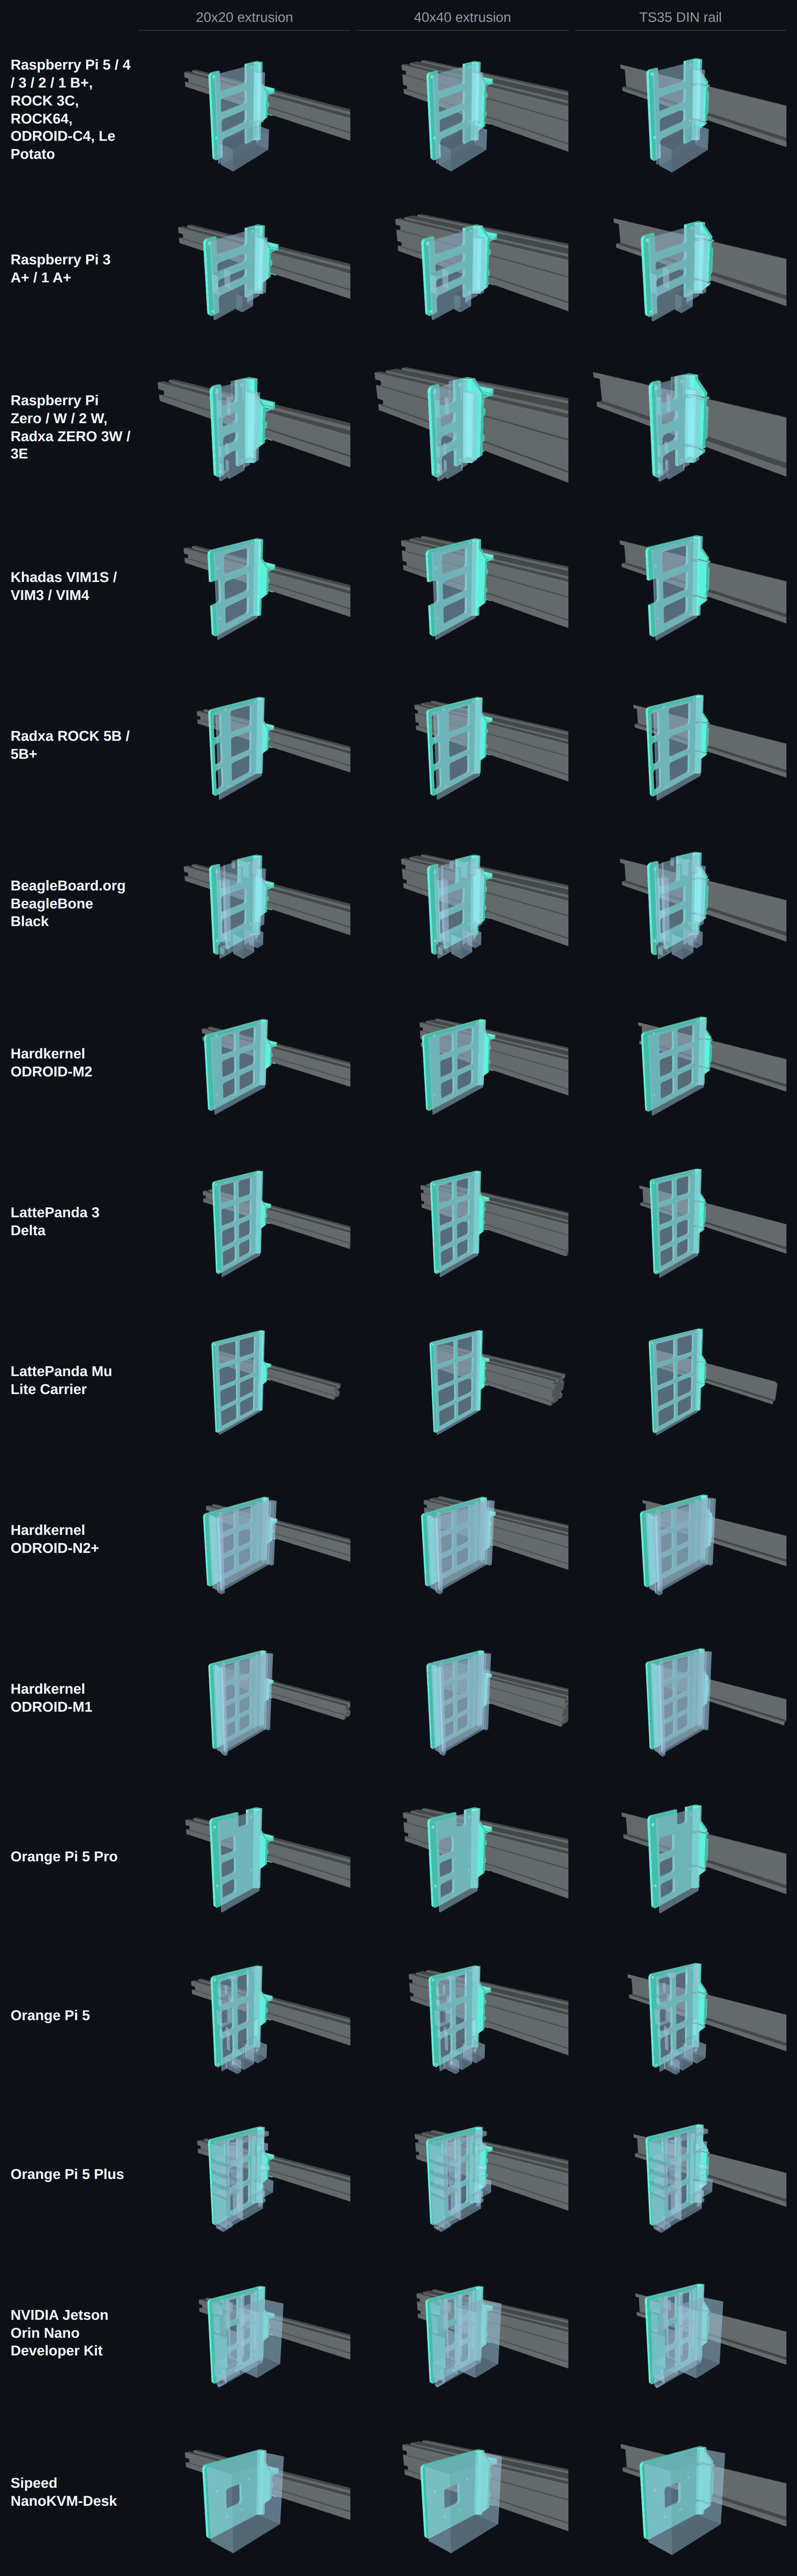 20x20 extrusion
40x40 extrusion
TS35 DIN rail
Raspberry Pi 5 / 4
/ 3 / 2 / 1 B+,
ROCK 3C,
ROCK64,
ODROID-C4, Le
Potato
Raspberry Pi 3
A+ / 1 A+
Raspberry Pi
Zero / W / 2 W,
Radxa ZERO 3W /
3E
Khadas VIM1S /
VIM3 / VIM4
Radxa ROCK 5B /
5B+
BeagleBoard.org
BeagleBone
Black
Hardkernel
ODROID-M2
LattePanda 3
Delta
LattePanda Mu
Lite Carrier
Hardkernel
ODROID-N2+
Hardkernel
ODROID-M1
Orange Pi 5 Pro
Orange Pi 5
Orange Pi 5 Plus
NVIDIA Jetson
Orin Nano
Developer Kit
Sipeed
NanoKVM-Desk